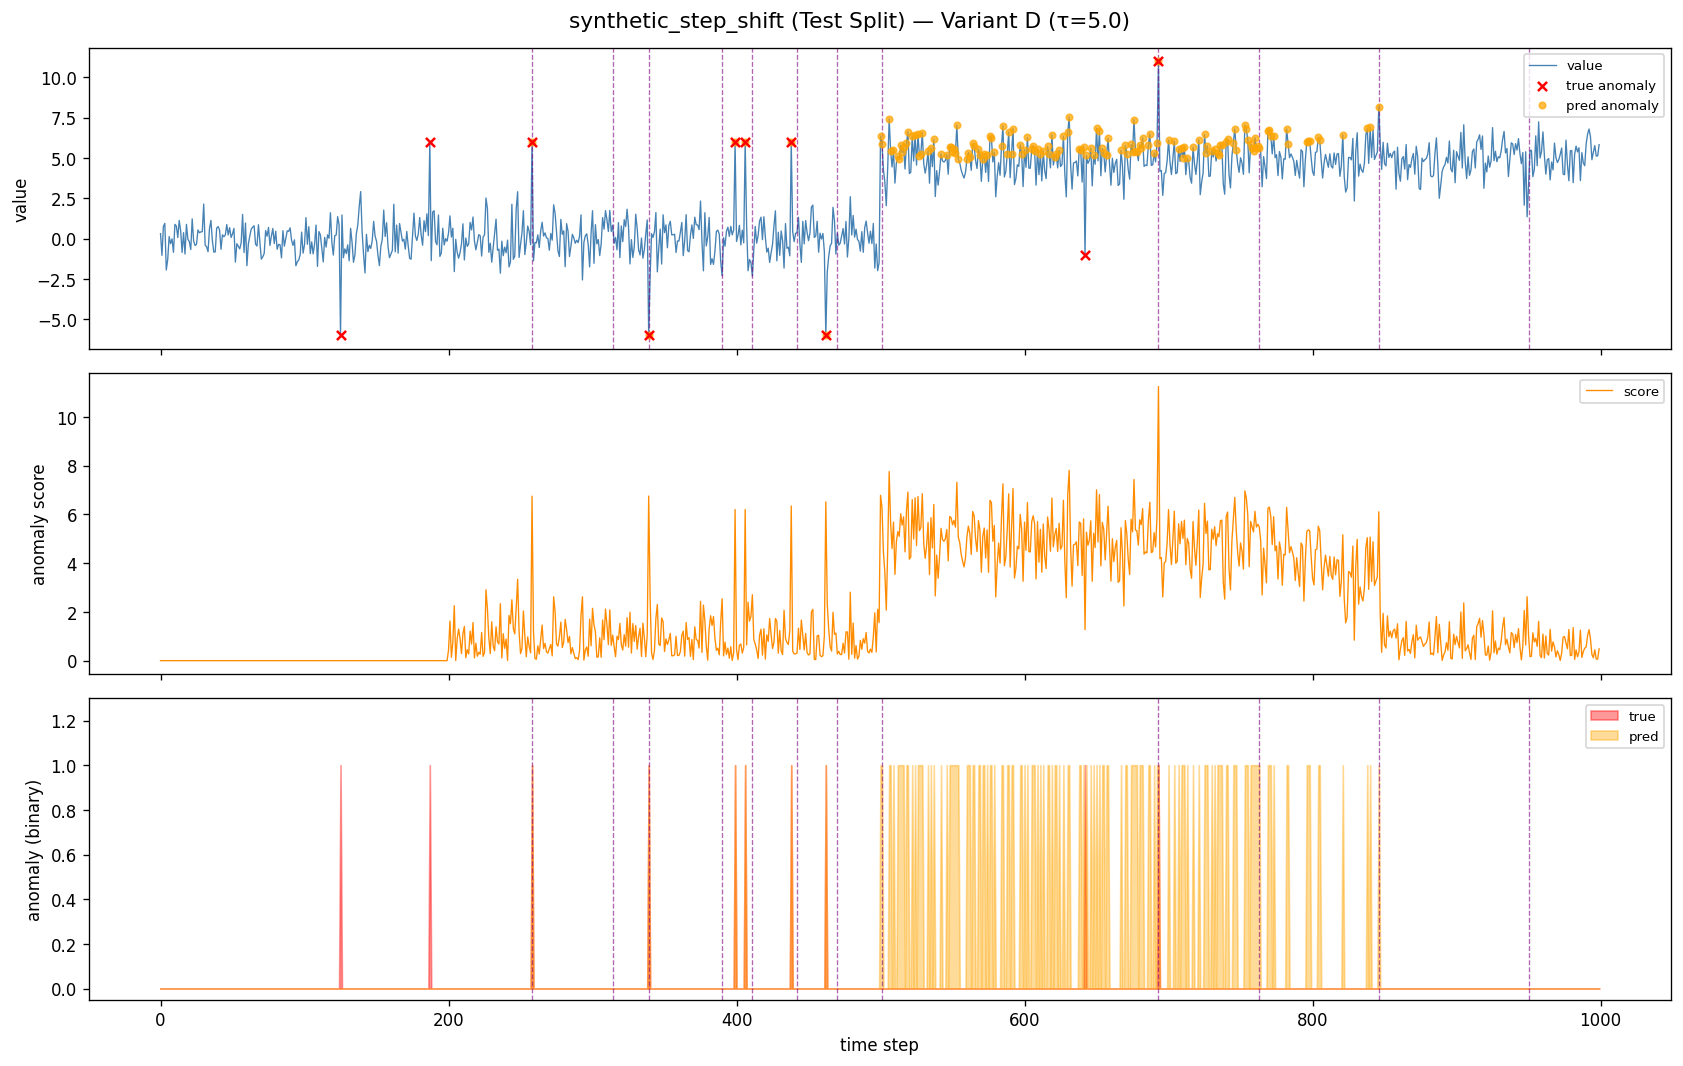 synthetic_step_shift (Test Split) — Variant D (τ=5.0)
value
10.0
7.5
5.0
2.5
0.0
−2.5
−5.0
value
true anomaly
pred anomaly
anomaly score
10
8
6
4
2
0
score
anomaly (binary)
1.2
1.0
0.8
0.6
0.4
0.2
0.0
true
pred
0 200 400 600 800 1000
time step